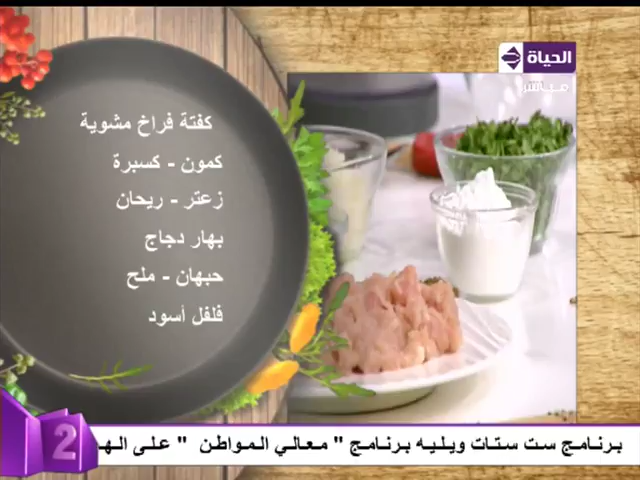 الحياة
مباشر
كفتة فراخ مشوية
كمون - كسبرة
زعتر - ريحان
بهار دجاج
حبهان - ملح
فلفل أسود
2
برنامج ست ستات ويليه برنامج " معالي المواطن " على الهـ